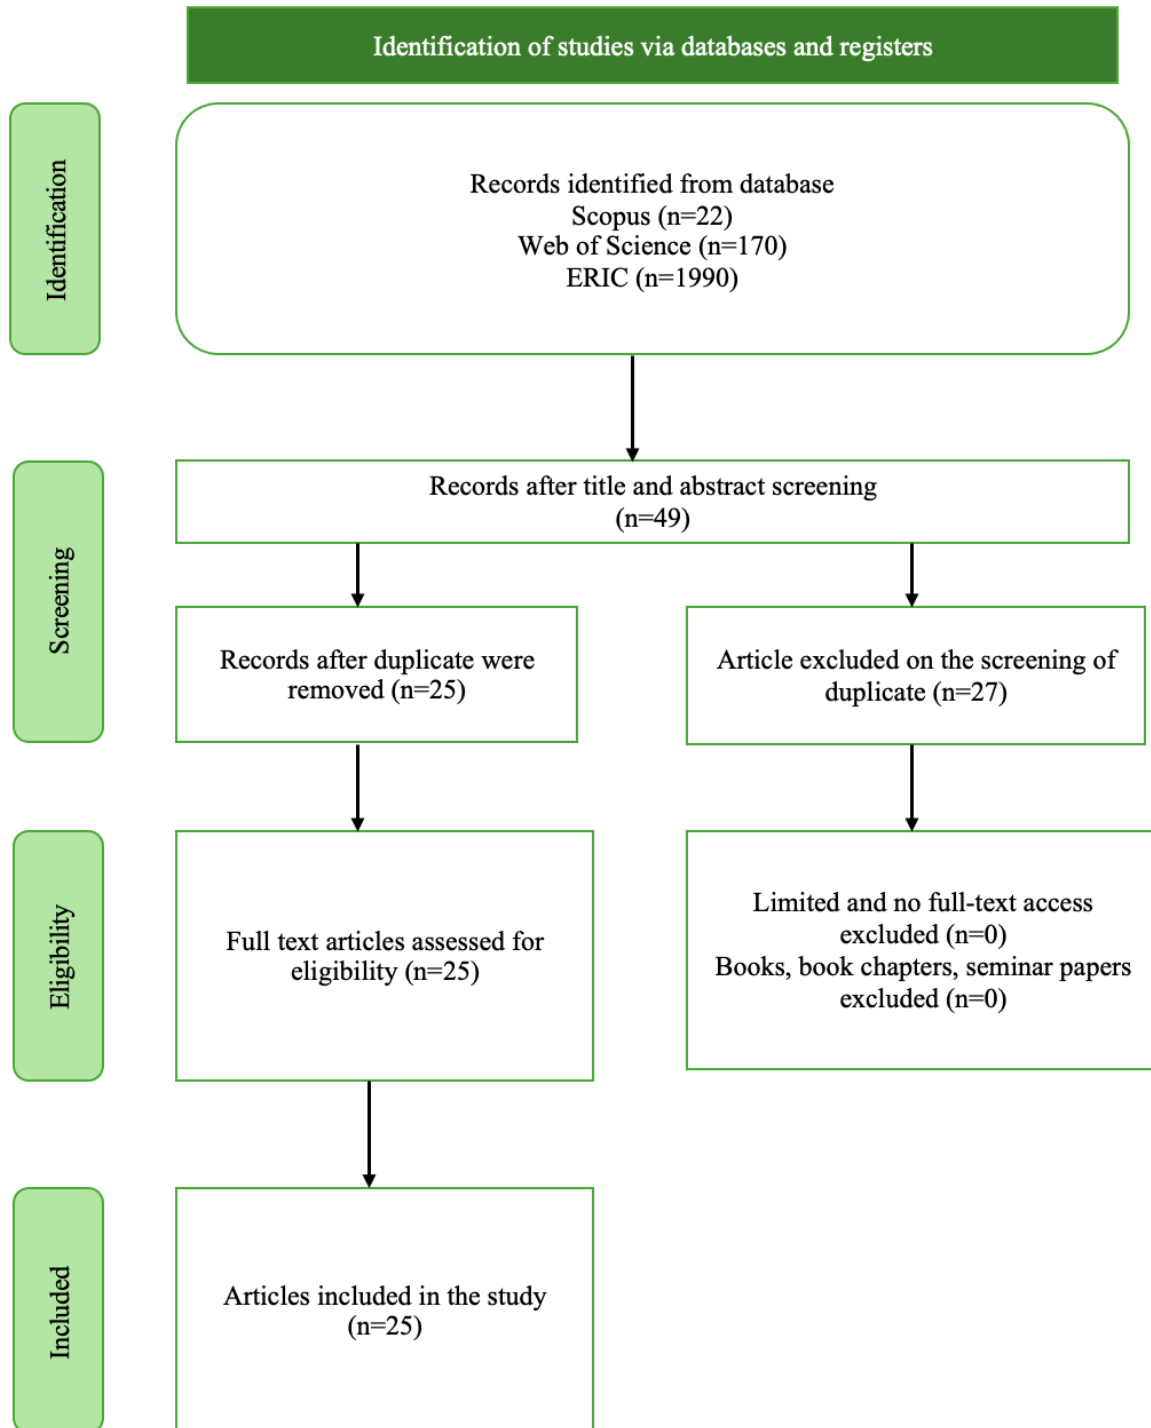 Identification of studies via databases and registers
Identification
Records identified from database
Scopus (n=22)
Web of Science (n=170)
ERIC (n=1990)
Screening
Records after title and abstract screening
(n=49)
Records after duplicate were
removed (n=25)
Article excluded on the screening of
duplicate (n=27)
Eligibility
Full text articles assessed for
eligibility (n=25)
Limited and no full-text access
excluded (n=0)
Books, book chapters, seminar papers
excluded (n=0)
Included
Articles included in the study
(n=25)